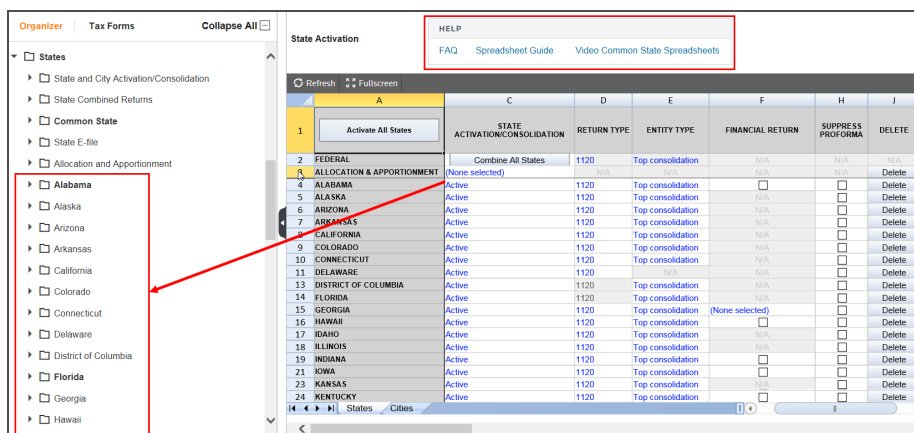 Organizer Tax Forms Collapse All
States
State and City Activation/Consolidation
State Combined Returns
Common State
State E-file
Allocation and Apportionment
Alabama
Alaska
Arizona
Arkansas
California
Colorado
Connecticut
Delaware
District of Columbia
Florida
Georgia
Hawaii
State Activation
HELP
FAQ Spreadsheet Guide Video Common State Spreadsheets
Refresh Fullscreen
A C D E F H J
1 Activate All States STATE ACTIVATION/CONSOLIDATION RETURN TYPE ENTITY TYPE FINANCIAL RETURN SUPPRESS PROFORMA DELETE
2 FEDERAL Combine All States 1120 Top consolidation N/A N/A N/A
3 ALLOCATION & APPORTIONMENT (None selected) N/A N/A N/A N/A Delete
4 ALABAMA Active 1120 Top consolidation Delete
5 ALASKA Active 1120 Top consolidation N/A Delete
6 ARIZONA Active 1120 Top consolidation N/A Delete
7 ARKANSAS Active 1120 Top consolidation N/A Delete
8 CALIFORNIA Active 1120 Top consolidation N/A Delete
9 COLORADO Active 1120 Top consolidation N/A Delete
10 CONNECTICUT Active 1120 Top consolidation N/A Delete
11 DELAWARE Active 1120 N/A N/A Delete
13 DISTRICT OF COLUMBIA Active 1120 Top consolidation N/A Delete
14 FLORIDA Active 1120 Top consolidation N/A Delete
15 GEORGIA Active 1120 Top consolidation (None selected) Delete
16 HAWAII Active 1120 Top consolidation Delete
17 IDAHO Active 1120 Top consolidation N/A Delete
18 ILLINOIS Active 1120 Top consolidation N/A Delete
19 INDIANA Active 1120 Top consolidation Delete
21 IOWA Active 1120 Top consolidation Delete
23 KANSAS Active 1120 Top consolidation N/A Delete
24 KENTUCKY Active 1120 Top consolidation Delete
States Cities